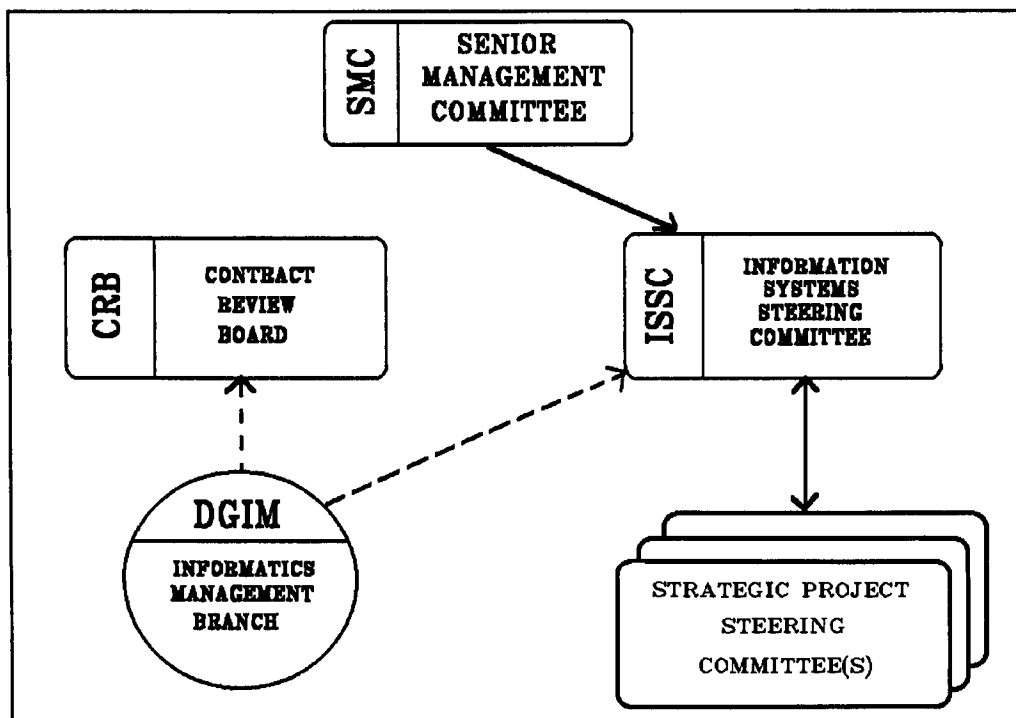 SMC
SENIOR
MANAGEMENT
COMMITTEE
CRB
CONTRACT
REVIEW
BOARD
ISSC
INFORMATION
SYSTEMS
STEERING
COMMITTEE
DGIM
INFORMATICS
MANAGEMENT
BRANCH
STRATEGIC PROJECT
STEERING
COMMITTEE(S)